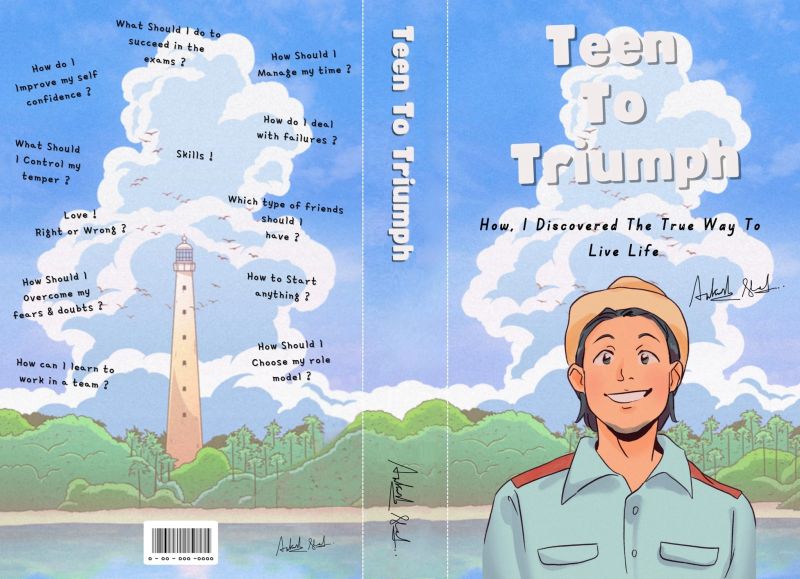 What Should I do to
succeed in the
exams ?
How do I
Improve my self
confidence ?
How Should I
Manage my time ?
How do I deal
with failures ?
What Should
I Control my
temper ?
Skills !
Which type of friends
should I
have ?
Love !
Right or Wrong ?
How Should I
Overcome my
fears & doubts ?
How to Start
anything ?
How Should I
Choose my role
model ?
How can I learn to
work in a team ?
0 - 00 - 000 - 0000
Teen To Triumph
Teen
To
Triumph
How, I Discovered The True Way To
Live Life